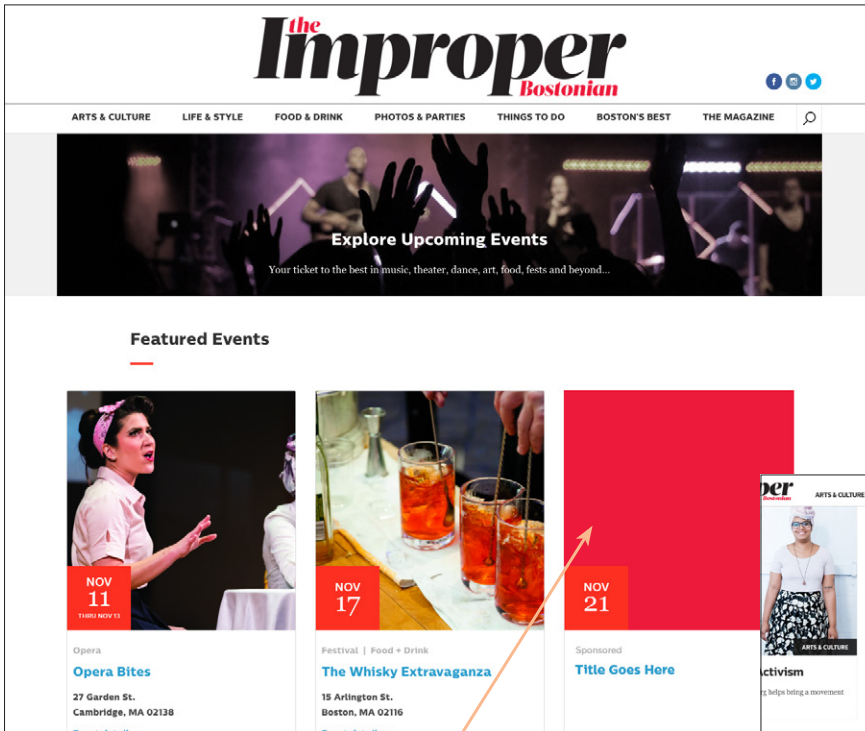 the
Improper
Bostonian
ARTS & CULTURE LIFE & STYLE FOOD & DRINK PHOTOS & PARTIES THINGS TO DO BOSTON'S BEST THE MAGAZINE
Explore Upcoming Events
Your ticket to the best in music, theater, dance, art, food, fests and beyond...
Featured Events
NOV
11
THRU NOV 13
Opera
Opera Bites
27 Garden St.
Cambridge, MA 02138
NOV
17
Festival | Food + Drink
The Whisky Extravaganza
15 Arlington St.
Boston, MA 02116
NOV
21
Sponsored
Title Goes Here
per
Bostonian
ARTS & CULTURE
ARTS & CULTURE
Activism
rg helps bring a movement